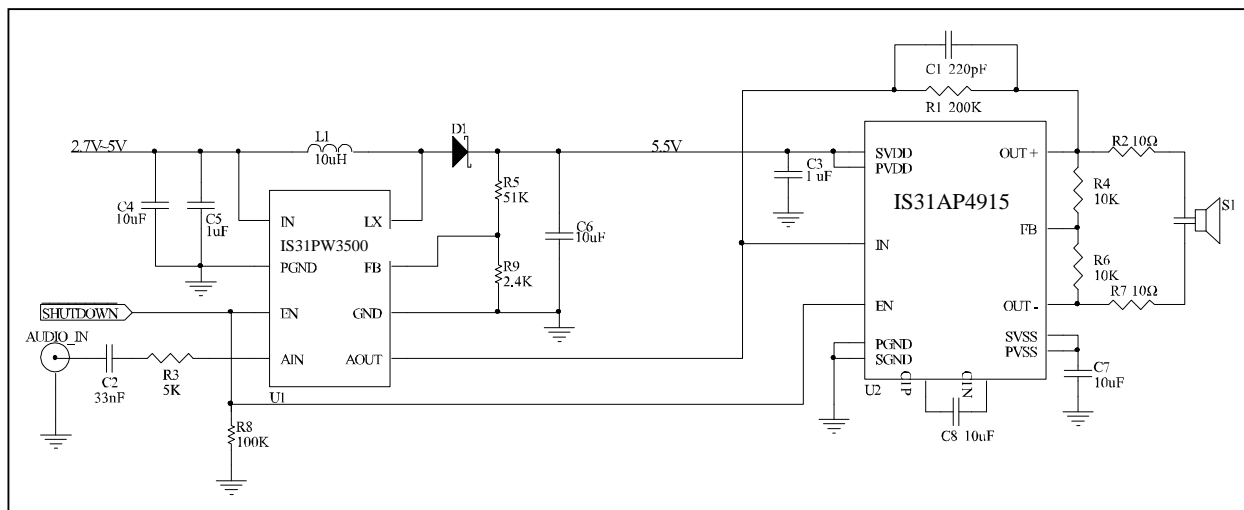 C1 220pF
R1 200K
2.7V~5V
L1
10uH
D1
5.5V
C4
10uF
C5
1uF
R5
51K
C6
10uF
R9
2.4K
C3
1 uF
IN
LX
IS31PW3500
PGND
FB
EN
GND
AIN
AOUT
U1
SHUTDOWN
AUDIO_IN
C2
33nF
R3
5K
R8
100K
SVDD
PVDD
OUT +
IS31AP4915
IN
FB
EN
OUT -
SVSS
PVSS
PGND
SGND
U2
C1P
C1N
C8 10uF
R2 10Ω
R4
10K
R6
10K
R7 10Ω
S1
C7
10uF